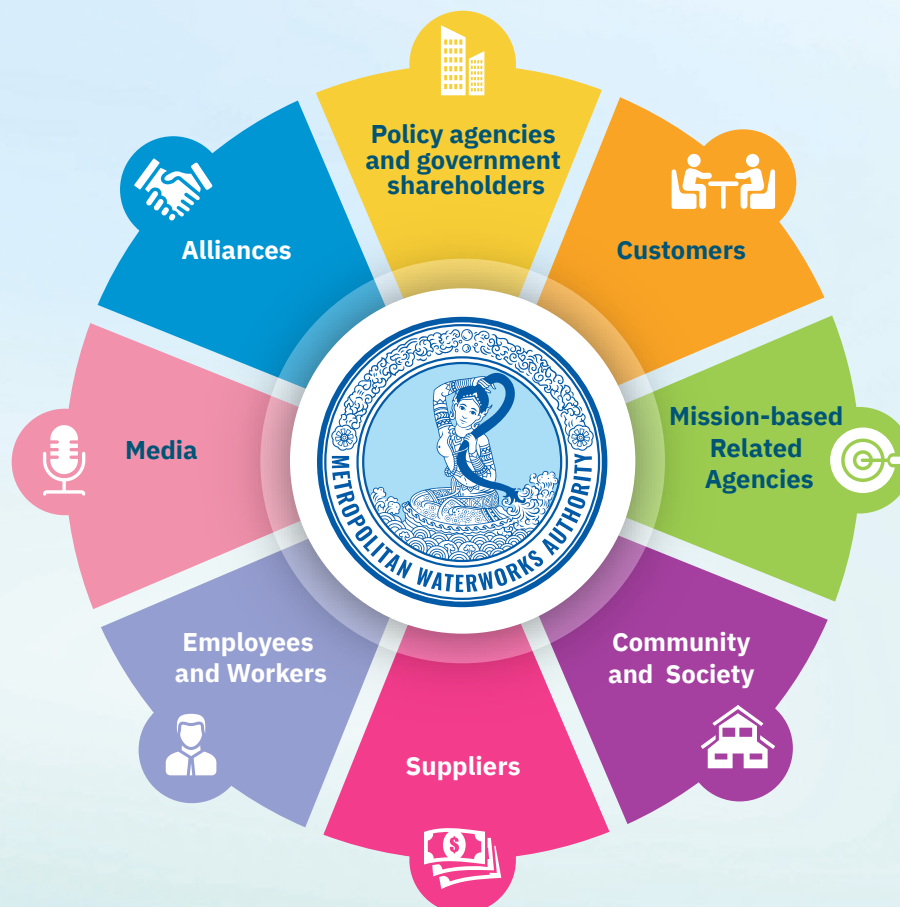 Policy agencies
and government
shareholders
Customers
Mission-based
Related
Agencies
Community
and Society
Suppliers
Employees
and Workers
Media
Alliances
METROPOLITAN WATERWORKS AUTHORITY
$